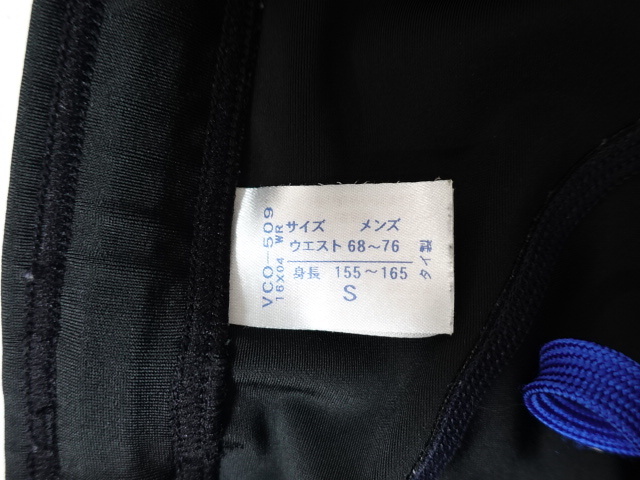 サイズ メンズ
ウエスト 68〜76
身長 155〜165
S
VCO-509
16X04 WR
タイ製